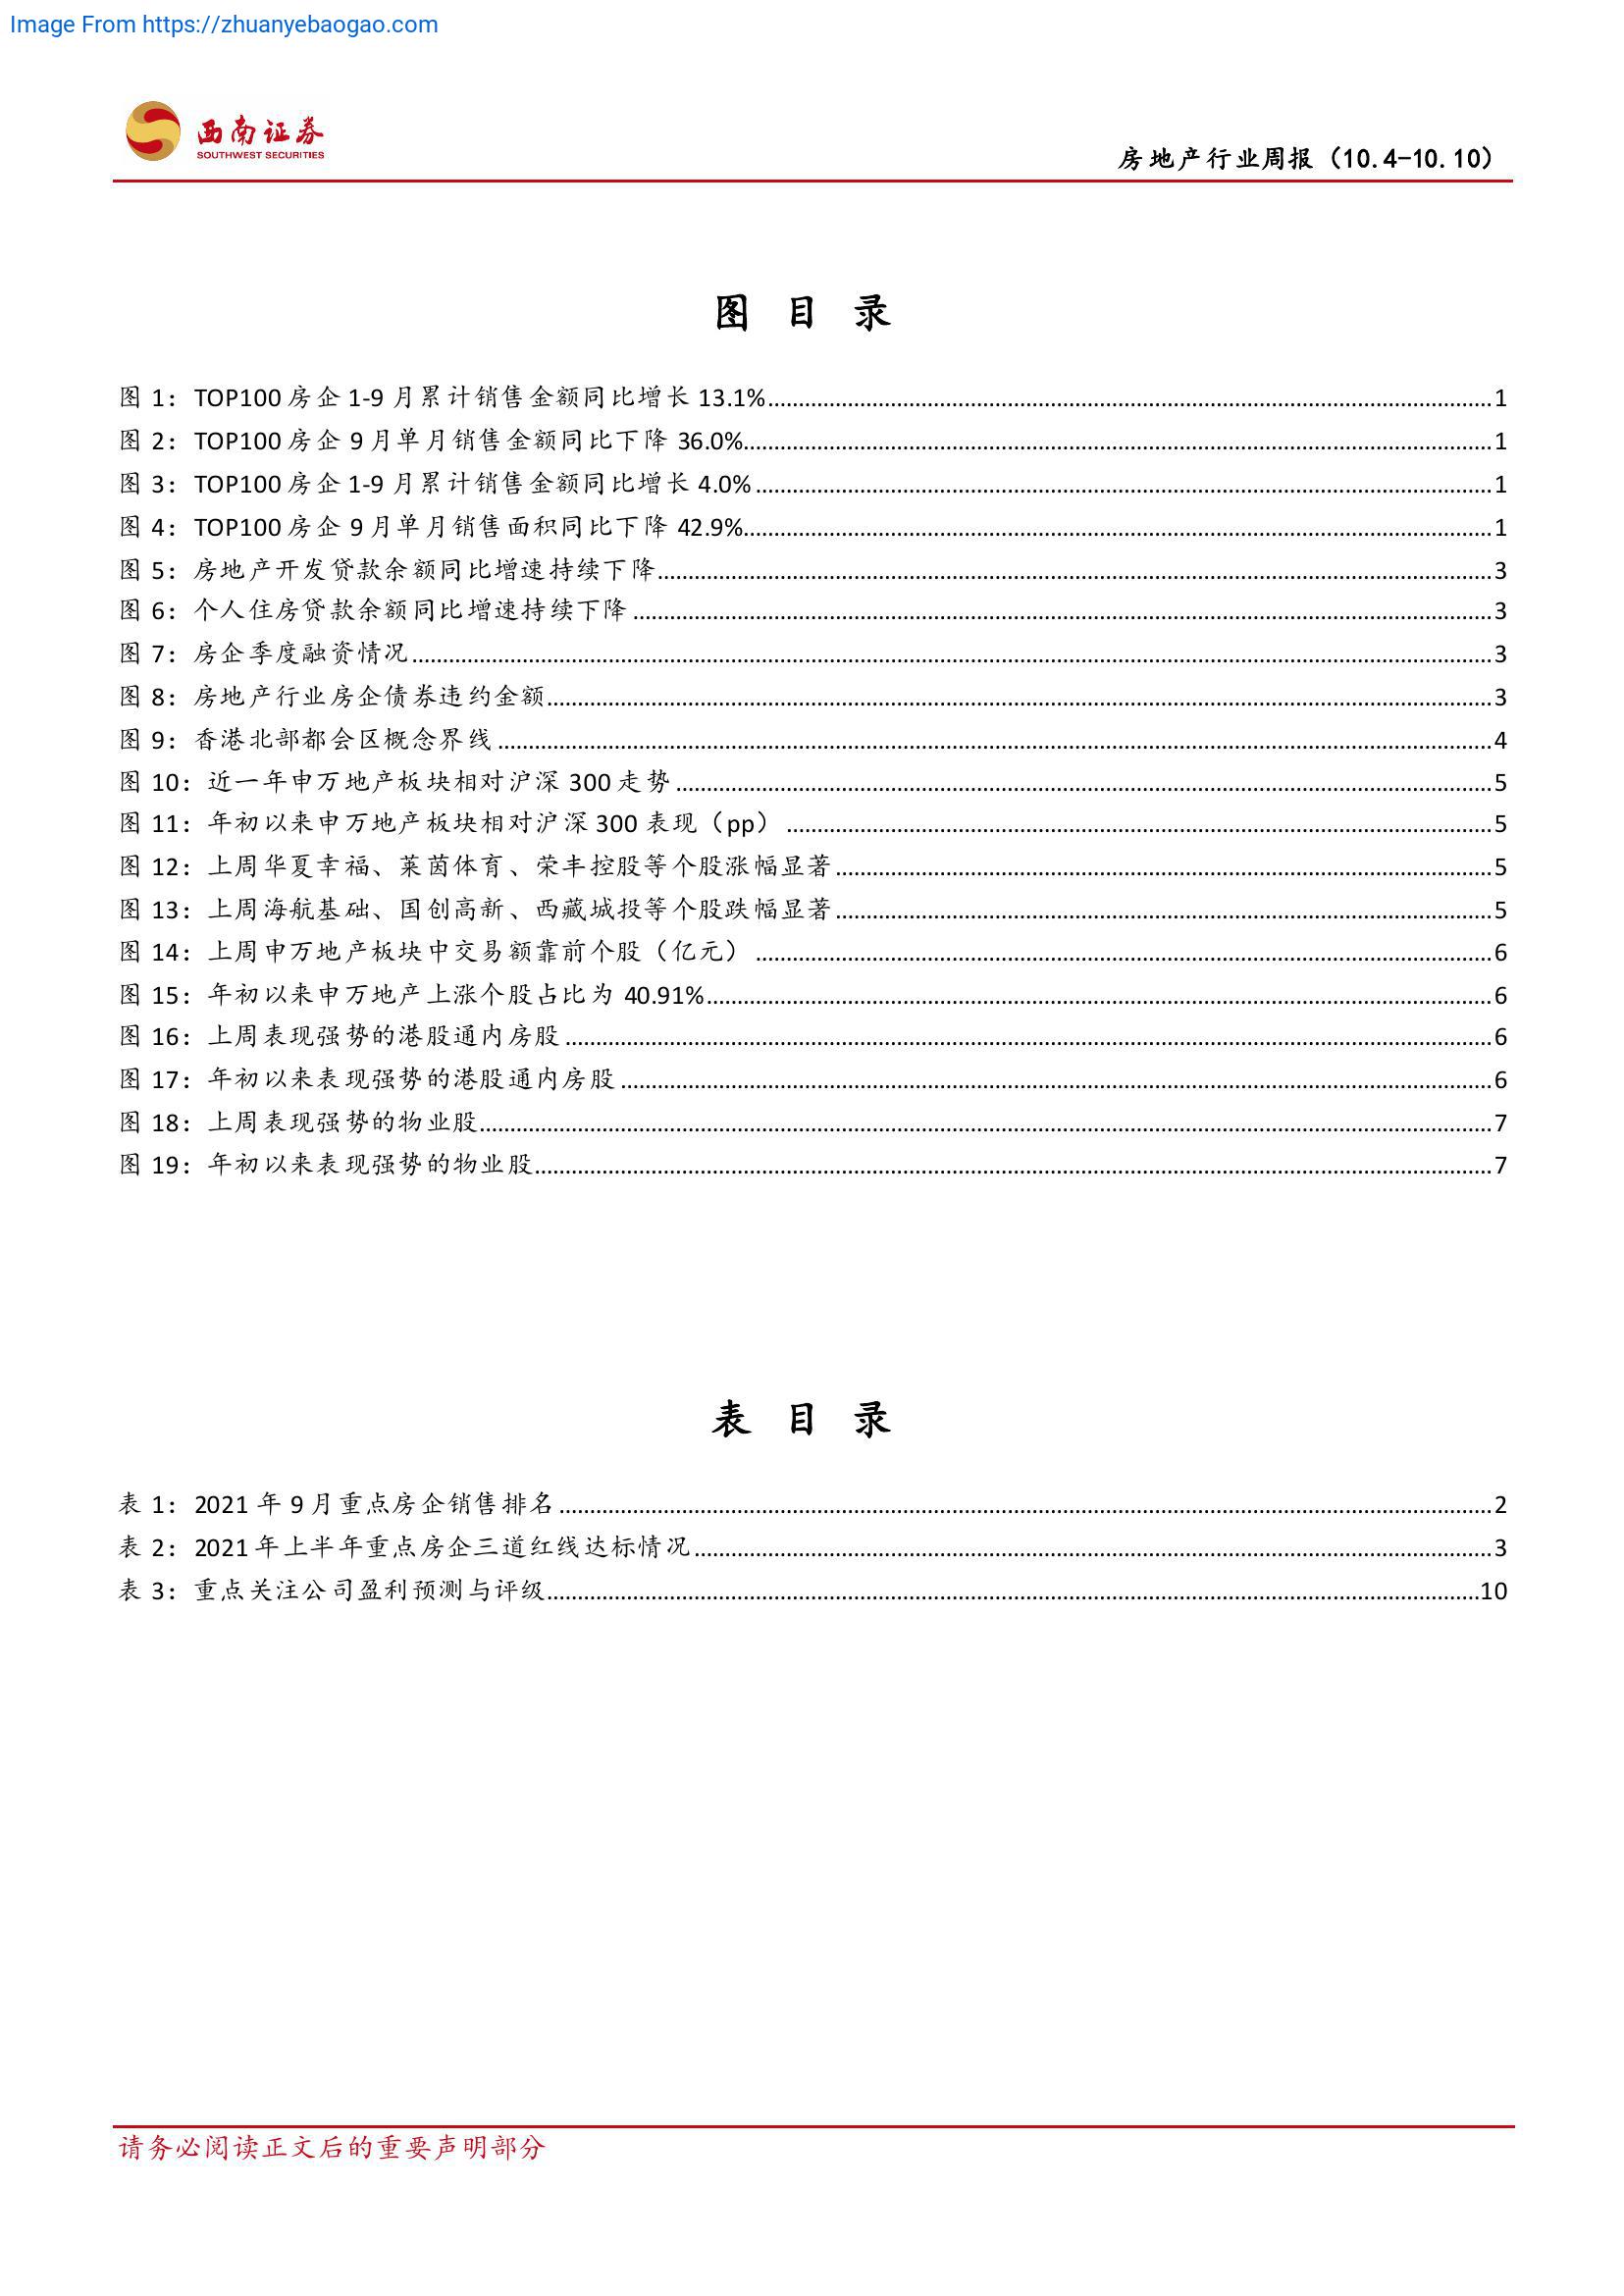 Image From https://zhuanyebaogao.com
西南证券
SOUTHWEST SECURITIES
房地产行业周报（10.4-10.10）
图 目 录
图 1：TOP100 房企 1-9 月累计销售金额同比增长 13.1%........1
图 2：TOP100 房企 9 月单月销售金额同比下降 36.0%........1
图 3：TOP100 房企 1-9 月累计销售金额同比增长 4.0%........1
图 4：TOP100 房企 9 月单月销售面积同比下降 42.9%........1
图 5：房地产开发贷款余额同比增速持续下降........3
图 6：个人住房贷款余额同比增速持续下降........3
图 7：房企季度融资情况........3
图 8：房地产行业房企债券违约金额........3
图 9：香港北部都会区概念界线........4
图 10：近一年申万地产板块相对沪深 300 走势........5
图 11：年初以来申万地产板块相对沪深 300 表现（pp）........5
图 12：上周华夏幸福、莱茵体育、荣丰控股等个股涨幅显著........5
图 13：上周海航基础、国创高新、西藏城投等个股跌幅显著........5
图 14：上周申万地产板块中交易额靠前个股（亿元）........6
图 15：年初以来申万地产上涨个股占比为 40.91%........6
图 16：上周表现强势的港股通内房股........6
图 17：年初以来表现强势的港股通内房股........6
图 18：上周表现强势的物业股........7
图 19：年初以来表现强势的物业股........7
表 目 录
表 1：2021 年 9 月重点房企销售排名........2
表 2：2021 年上半年重点房企三道红线达标情况........3
表 3：重点关注公司盈利预测与评级........10
请务必阅读正文后的重要声明部分